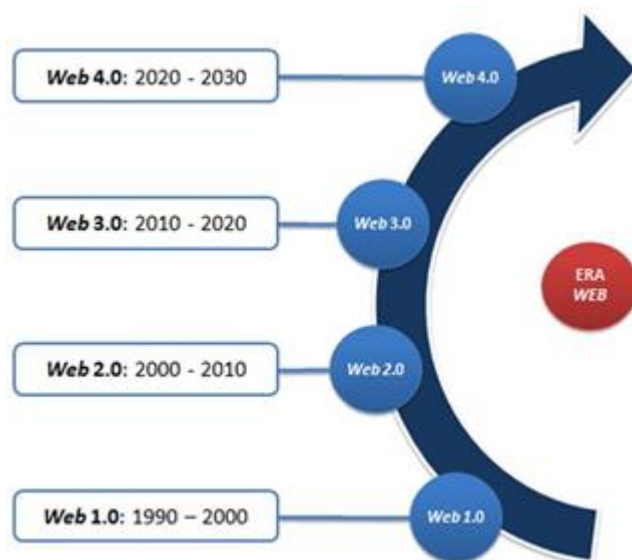 Web 4.0: 2020 - 2030
Web 4.0
Web 3.0: 2010 - 2020
Web 3.0
ERA
WEB
Web 2.0: 2000 - 2010
Web 2.0
Web 1.0: 1990 – 2000
Web 1.0